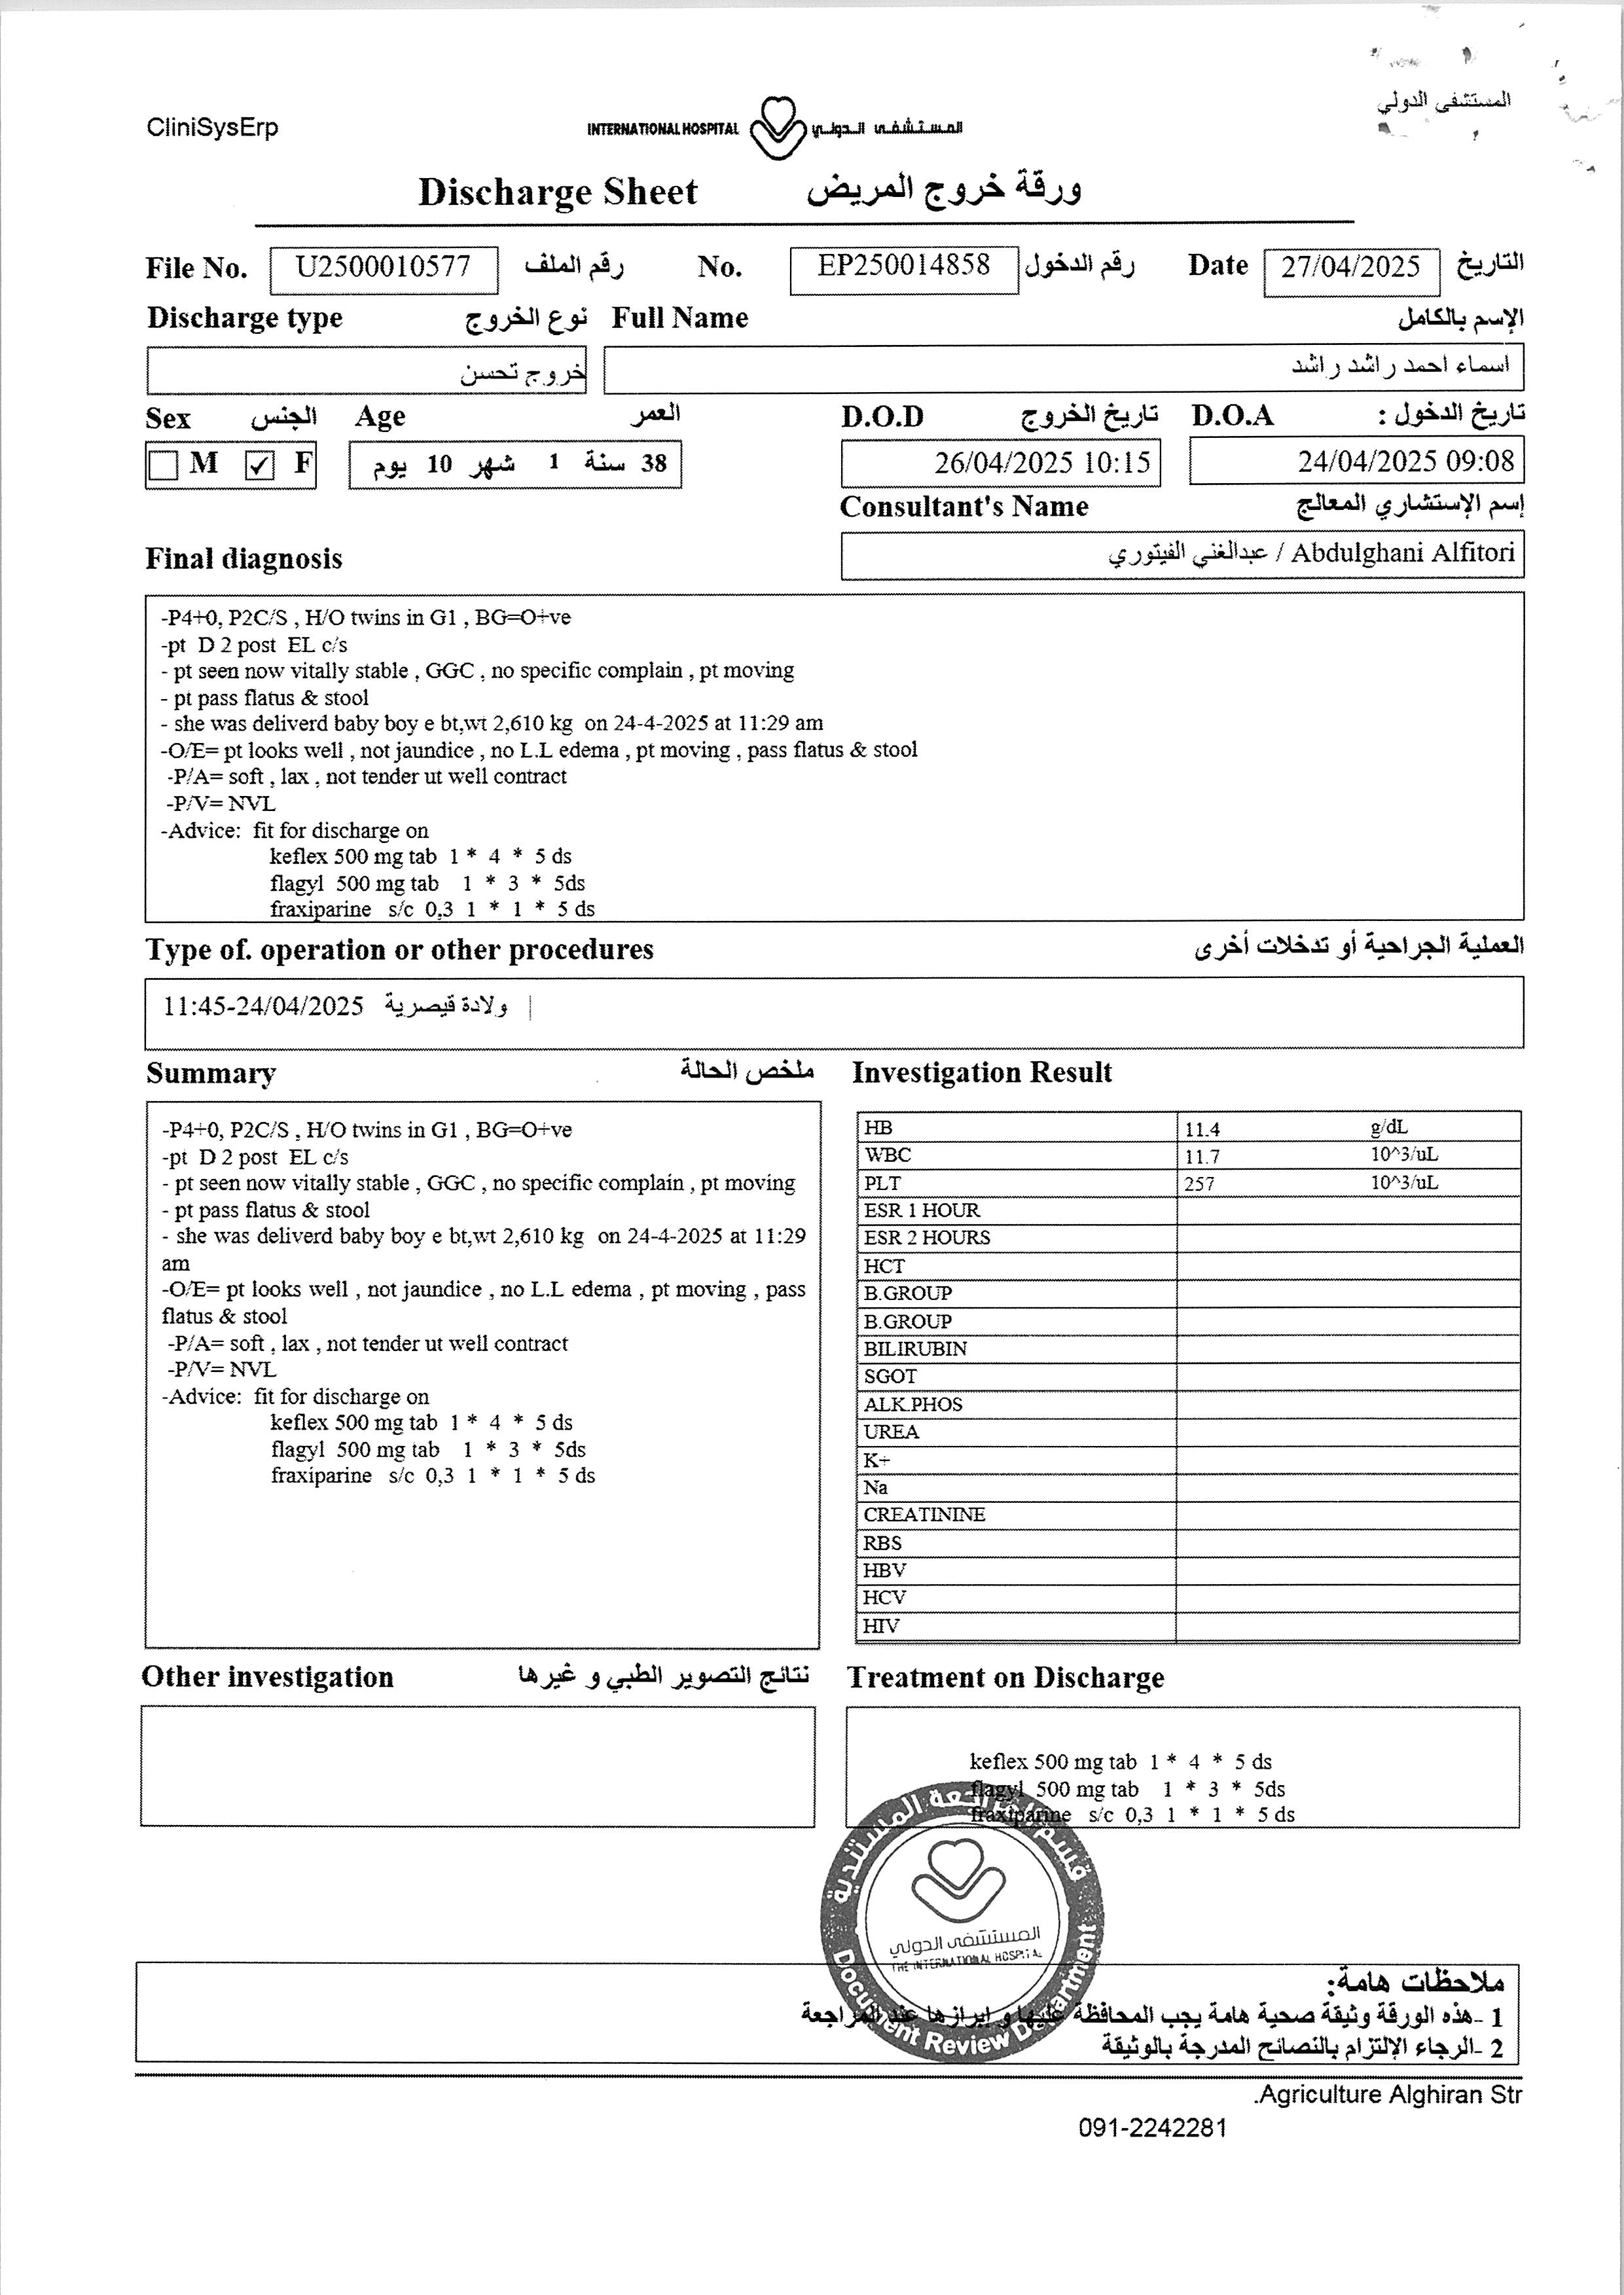 المستشفى الدولي
CliniSysErp
INTERNATIONAL HOSPITAL المستشفى الدولي
Discharge Sheet ورقة خروج المريض
File No. U2500010577 رقم الملف No. EP250014858 رقم الدخول Date 27/04/2025 التاريخ
Discharge type نوع الخروج Full Name الإسم بالكامل
خروج تحسن اسماء احمد راشد راشد
Sex الجنس Age العمر D.O.D تاريخ الخروج D.O.A تاريخ الدخول :
M F 38 سنة 1 شهر 10 يوم 26/04/2025 10:15 24/04/2025 09:08
Consultant's Name إسم الإستشاري المعالج
Final diagnosis عبدالغني الفيتوري / Abdulghani Alfitori
-P4+0, P2C/S , H/O twins in G1 , BG=O+ve
-pt D 2 post EL c/s
- pt seen now vitally stable , GGC , no specific complain , pt moving
- pt pass flatus & stool
- she was deliverd baby boy e bt,wt 2,610 kg on 24-4-2025 at 11:29 am
-O/E= pt looks well , not jaundice , no L.L edema , pt moving , pass flatus & stool
-P/A= soft , lax , not tender ut well contract
-P/V= NVL
-Advice: fit for discharge on
keflex 500 mg tab 1 * 4 * 5 ds
flagyl 500 mg tab 1 * 3 * 5ds
fraxiparine s/c 0,3 1 * 1 * 5 ds
Type of. operation or other procedures العملية الجراحية أو تدخلات أخرى
11:45-24/04/2025 ولادة قيصرية |
Summary ملخص الحالة
-P4+0, P2C/S , H/O twins in G1 , BG=O+ve
-pt D 2 post EL c/s
- pt seen now vitally stable , GGC , no specific complain , pt moving
- pt pass flatus & stool
- she was deliverd baby boy e bt,wt 2,610 kg on 24-4-2025 at 11:29
am
-O/E= pt looks well , not jaundice , no L.L edema , pt moving , pass
flatus & stool
-P/A= soft , lax , not tender ut well contract
-P/V= NVL
-Advice: fit for discharge on
keflex 500 mg tab 1 * 4 * 5 ds
flagyl 500 mg tab 1 * 3 * 5ds
fraxiparine s/c 0,3 1 * 1 * 5 ds
Investigation Result
HB 11.4 g/dL
WBC 11.7 10^3/uL
PLT 257 10^3/uL
ESR 1 HOUR
ESR 2 HOURS
HCT
B.GROUP
B.GROUP
BILIRUBIN
SGOT
ALK.PHOS
UREA
K+
Na
CREATININE
RBS
HBV
HCV
HIV
Other investigation نتائج التصوير الطبي و غيرها
Treatment on Discharge
keflex 500 mg tab 1 * 4 * 5 ds
flagyl 500 mg tab 1 * 3 * 5ds
fraxiparine s/c 0,3 1 * 1 * 5 ds
قسم المراجعة المستندية
المستشفى الدولي
THE INTERNATIONAL HOSPITAL
Document Review Department
ملاحظات هامة:
1 -هذه الورقة وثيقة صحية هامة يجب المحافظة عليها و إبرازها عند المراجعة
2 -الرجاء الإلتزام بالنصائح المدرجة بالوثيقة
.Agriculture Alghiran Str
091-2242281